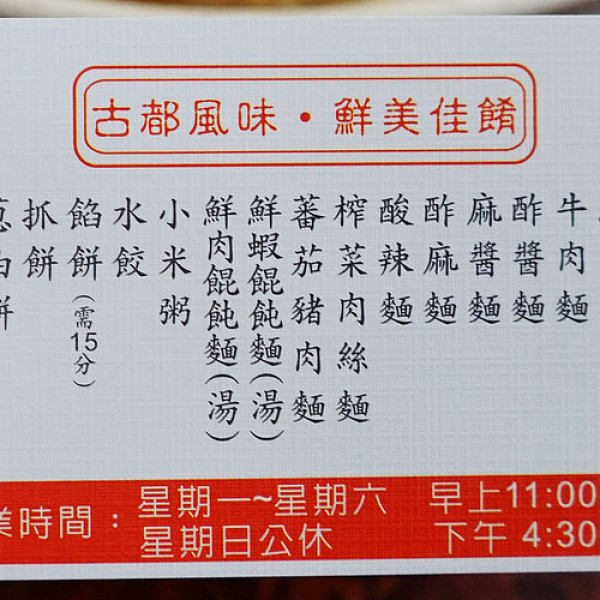 古都風味・鮮美佳餚
牛肉麵
酢醬麵
麻醬麵
酢麻麵
酸辣麵
榨菜肉絲麵
蕃茄豬肉麵
鮮蝦餛飩麵(湯)
鮮肉餛飩麵(湯)
小米粥
水餃
餡餅(需15分)
抓餅
蔥油餅
業時間：星期一~星期六 早上11:00
星期日公休 下午 4:30